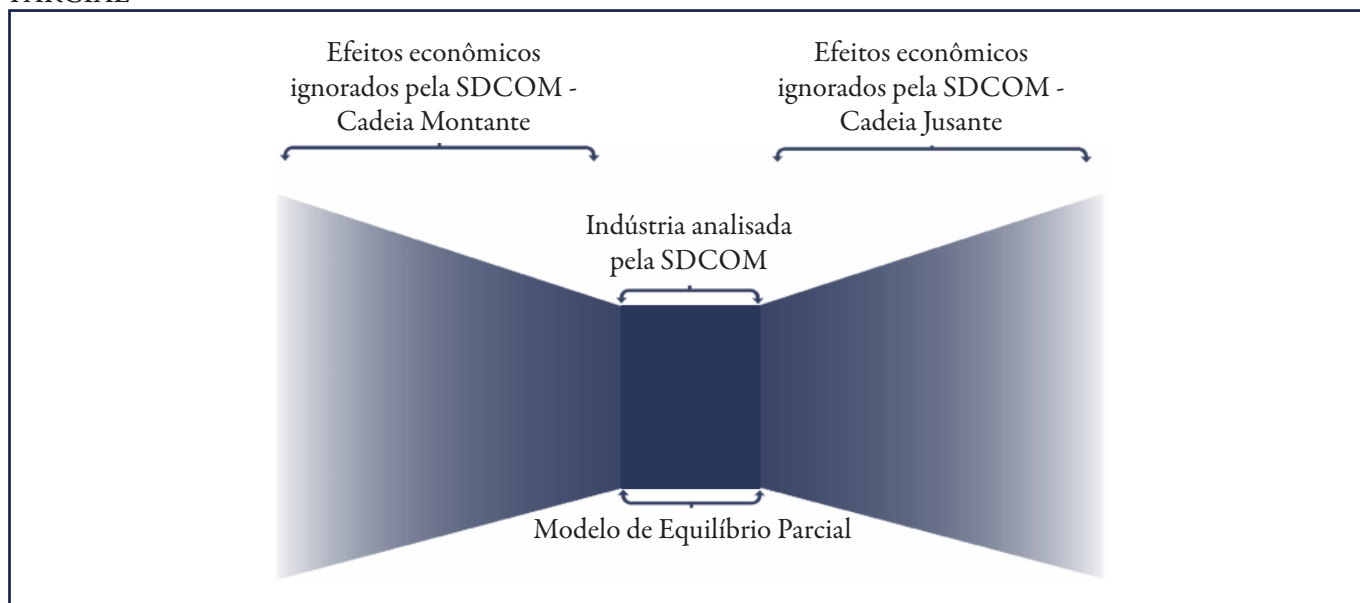 PARCIAL
Efeitos econômicos
ignorados pela SDCOM -
Cadeia Montante
Efeitos econômicos
ignorados pela SDCOM -
Cadeia Jusante
Indústria analisada
pela SDCOM
Modelo de Equilíbrio Parcial